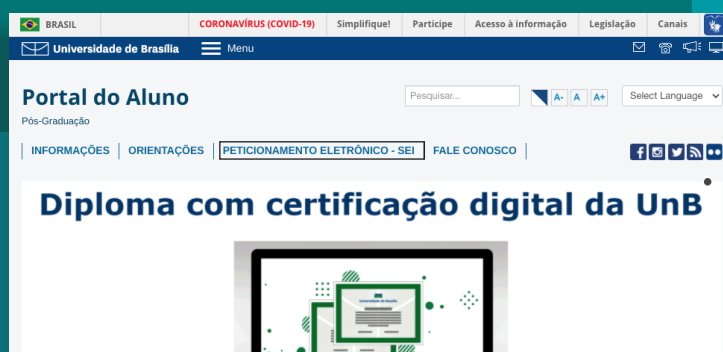 BRASIL CORONAVÍRUS (COVID-19) Simplifique! Participe Acesso à informação Legislação Canais
Universidade de Brasília Menu
Portal do Aluno
Pós-Graduação
Pesquisar... A- A A+ Select Language
INFORMAÇÕES ORIENTAÇÕES PETICIONAMENTO ELETRÔNICO - SEI FALE CONOSCO
Diploma com certificação digital da UnB